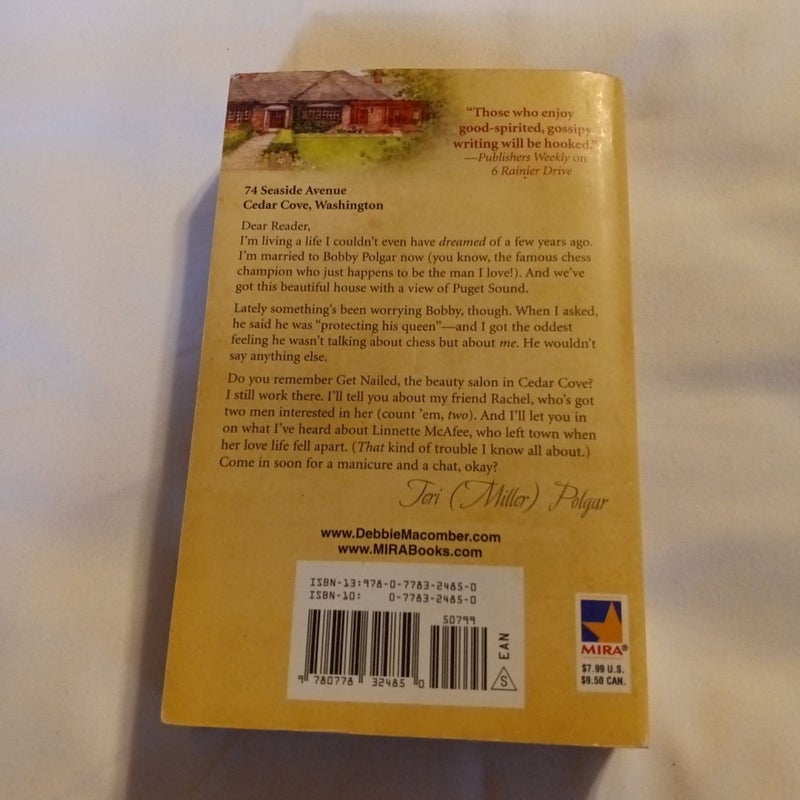 "Those who enjoy
good-spirited, gossipy
writing will be hooked."
—Publishers Weekly on
6 Rainier Drive
74 Seaside Avenue
Cedar Cove, Washington
Dear Reader,
I'm living a life I couldn't even have dreamed of a few years ago.
I'm married to Bobby Polgar now (you know, the famous chess
champion who just happens to be the man I love!). And we've
got this beautiful house with a view of Puget Sound.
Lately something's been worrying Bobby, though. When I asked,
he said he was "protecting his queen"—and I got the oddest
feeling he wasn't talking about chess but about me. He wouldn't
say anything else.
Do you remember Get Nailed, the beauty salon in Cedar Cove?
I still work there. I'll tell you about my friend Rachel, who's got
two men interested in her (count 'em, two). And I'll let you in
on what I've heard about Linnette McAfee, who left town when
her love life fell apart. (That kind of trouble I know all about.)
Come in soon for a manicure and a chat, okay?
Teri (Miller) Polgar
www.DebbieMacomber.com
www.MIRABooks.com
ISBN-13: 978-0-7783-2485-0
ISBN-10: 0-7783-2485-0
50799
EAN
S
9 780778 324850
MIRA®
$7.99 U.S.
$9.50 CAN.